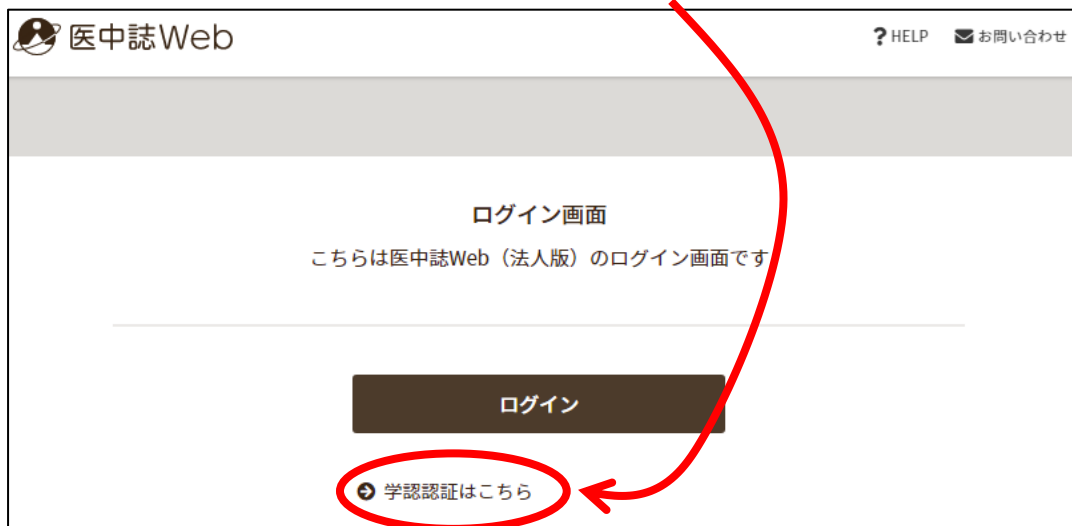 医中誌Web
? HELP お問い合わせ
ログイン画面
こちらは医中誌Web（法人版）のログイン画面です
ログイン
学認認証はこちら